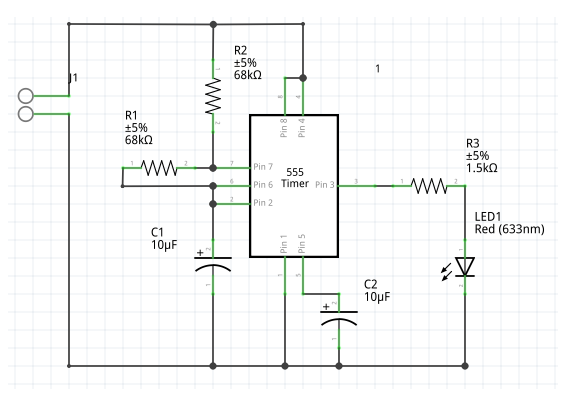 J1
R2
±5%
68kΩ
1
R1
±5%
68kΩ
1
2
1
2
8
4
Pin 8
Pin 4
555
Timer
7
Pin 7
6
Pin 6
2
Pin 2
Pin 3
3
Pin 1
Pin 5
1
5
R3
±5%
1.5kΩ
1
2
LED1
Red (633nm)
1
2
C1
10µF
+
2
1
C2
10µF
+
2
1